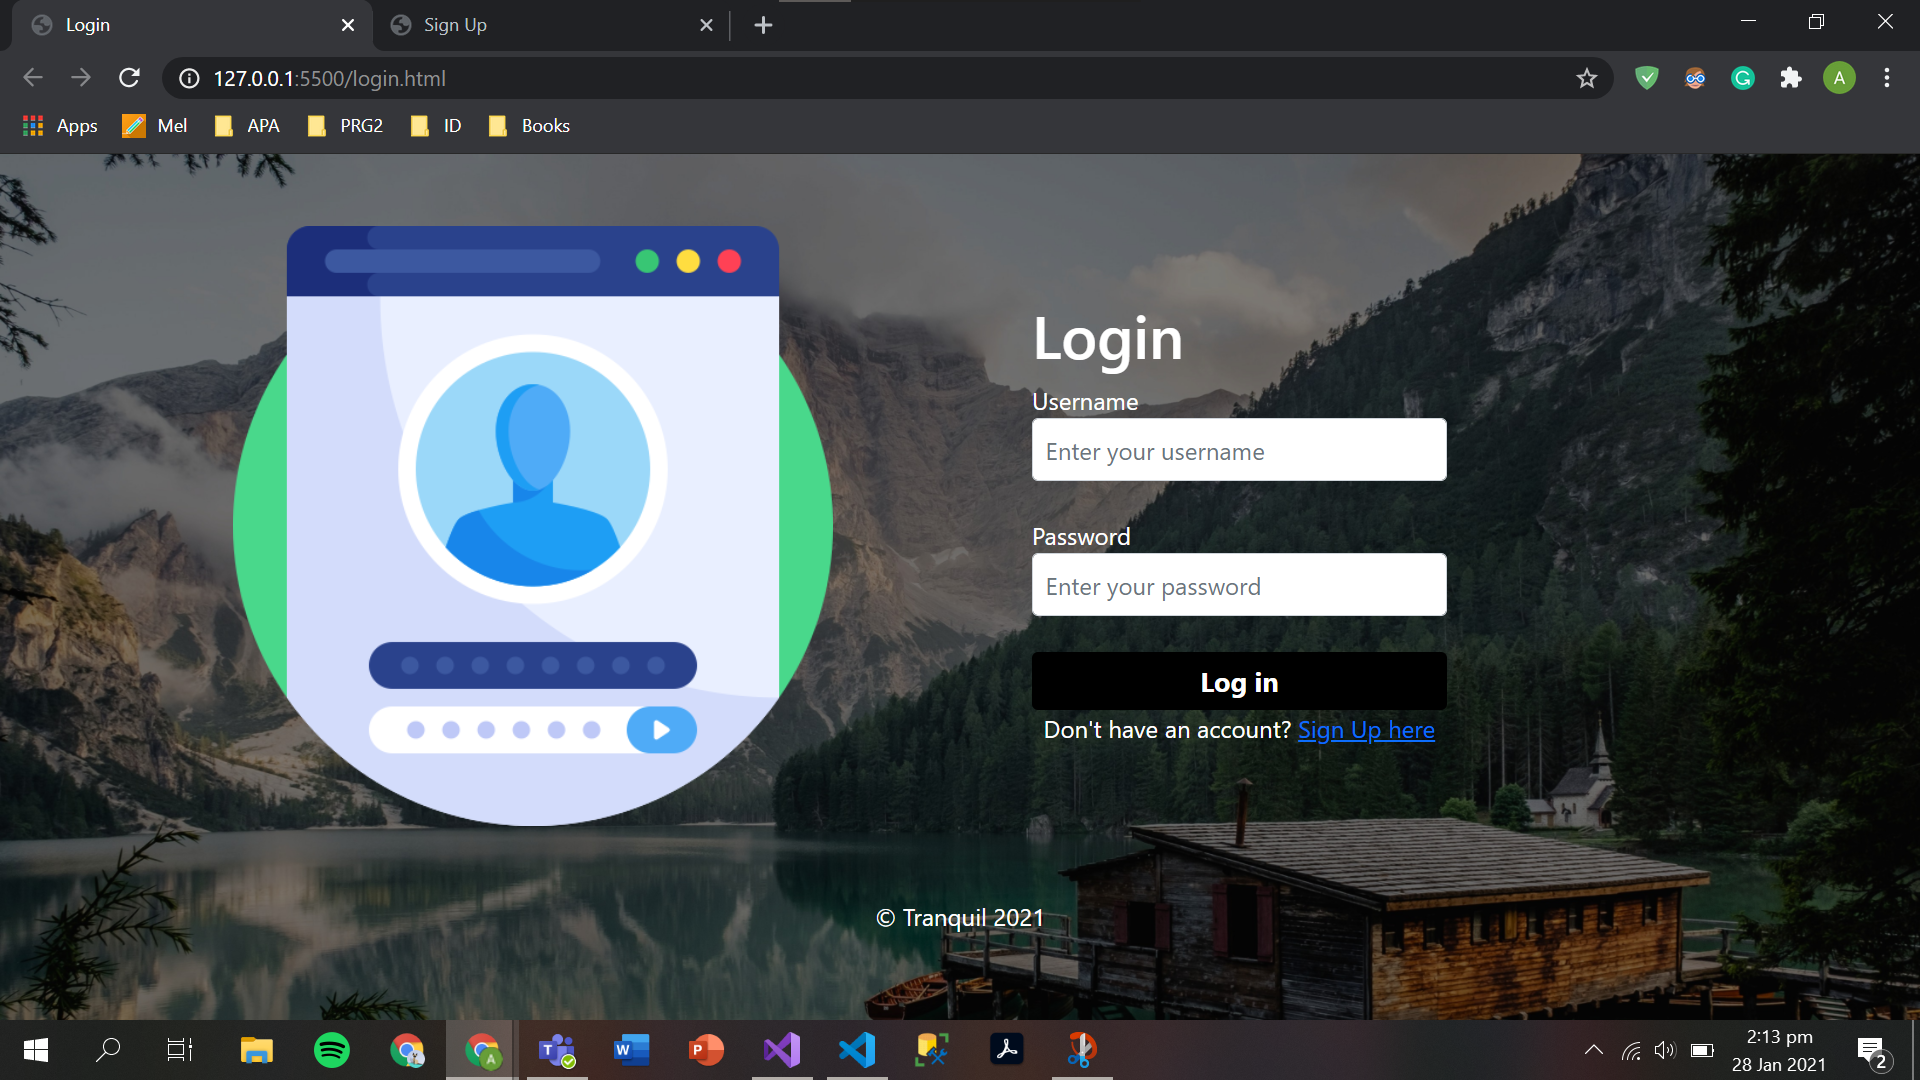 Login
Sign Up
127.0.0.1:5500/login.html
A
Apps
Mel
APA
PRG2
ID
Books
Login
Username
Enter your username
Password
Enter your password
Log in
Don't have an account? Sign Up here
© Tranquil 2021
2:13 pm
28 Jan 2021
2